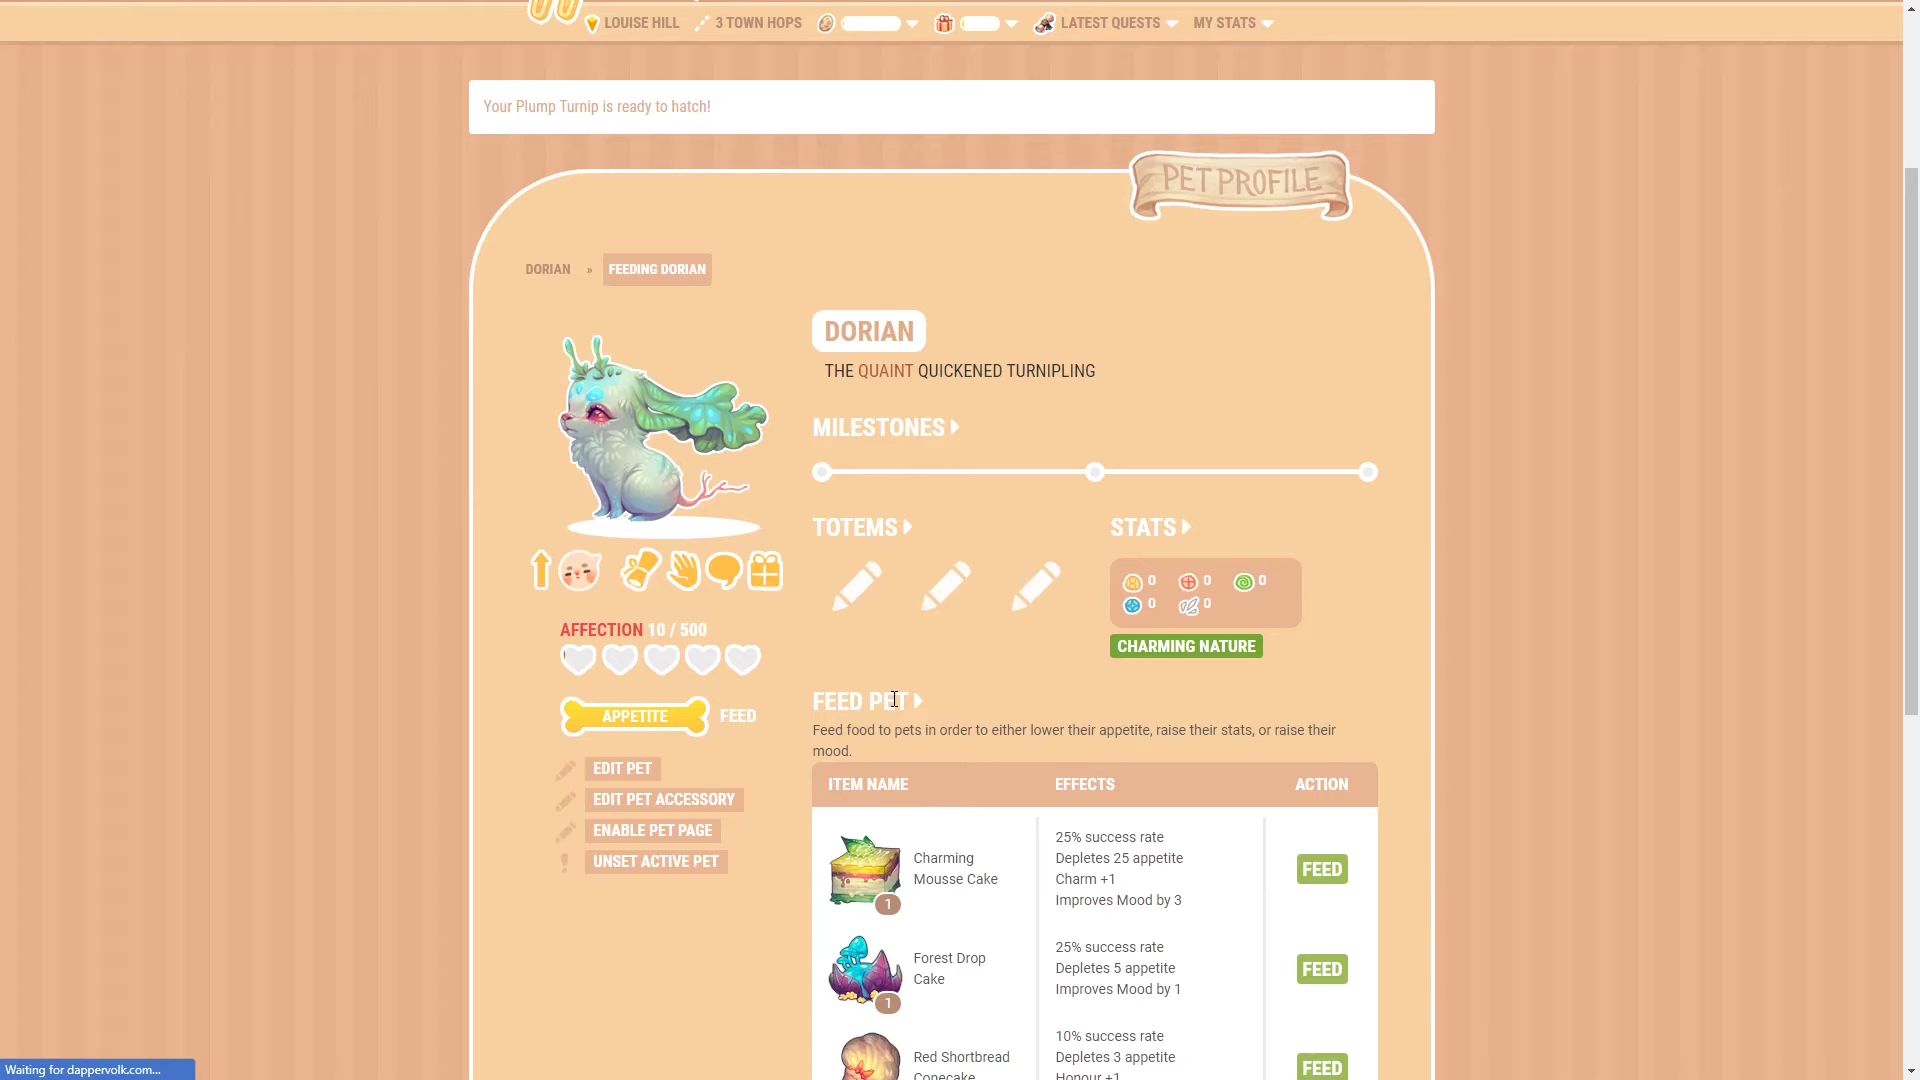 LOUISE HILL
3 TOWN HOPS
LATEST QUESTS
MY STATS
Your Plump Turnip is ready to hatch!
PET PROFILE
DORIAN » FEEDING DORIAN
DORIAN
THE QUAINT QUICKENED TURNIPLING
MILESTONES
TOTEMS
STATS
0 0 0
0 0
CHARMING NATURE
AFFECTION 10 / 500
APPETITE
FEED
EDIT PET
EDIT PET ACCESSORY
ENABLE PET PAGE
UNSET ACTIVE PET
FEED PET
Feed food to pets in order to either lower their appetite, raise their stats, or raise their
mood.
ITEM NAME EFFECTS ACTION
Charming
Mousse Cake
1
25% success rate
Depletes 25 appetite
Charm +1
Improves Mood by 3
FEED
Forest Drop
Cake
1
25% success rate
Depletes 5 appetite
Improves Mood by 1
FEED
Red Shortbread
Conecake
10% success rate
Depletes 3 appetite
Honour +1
FEED
Waiting for dappervolk.com...